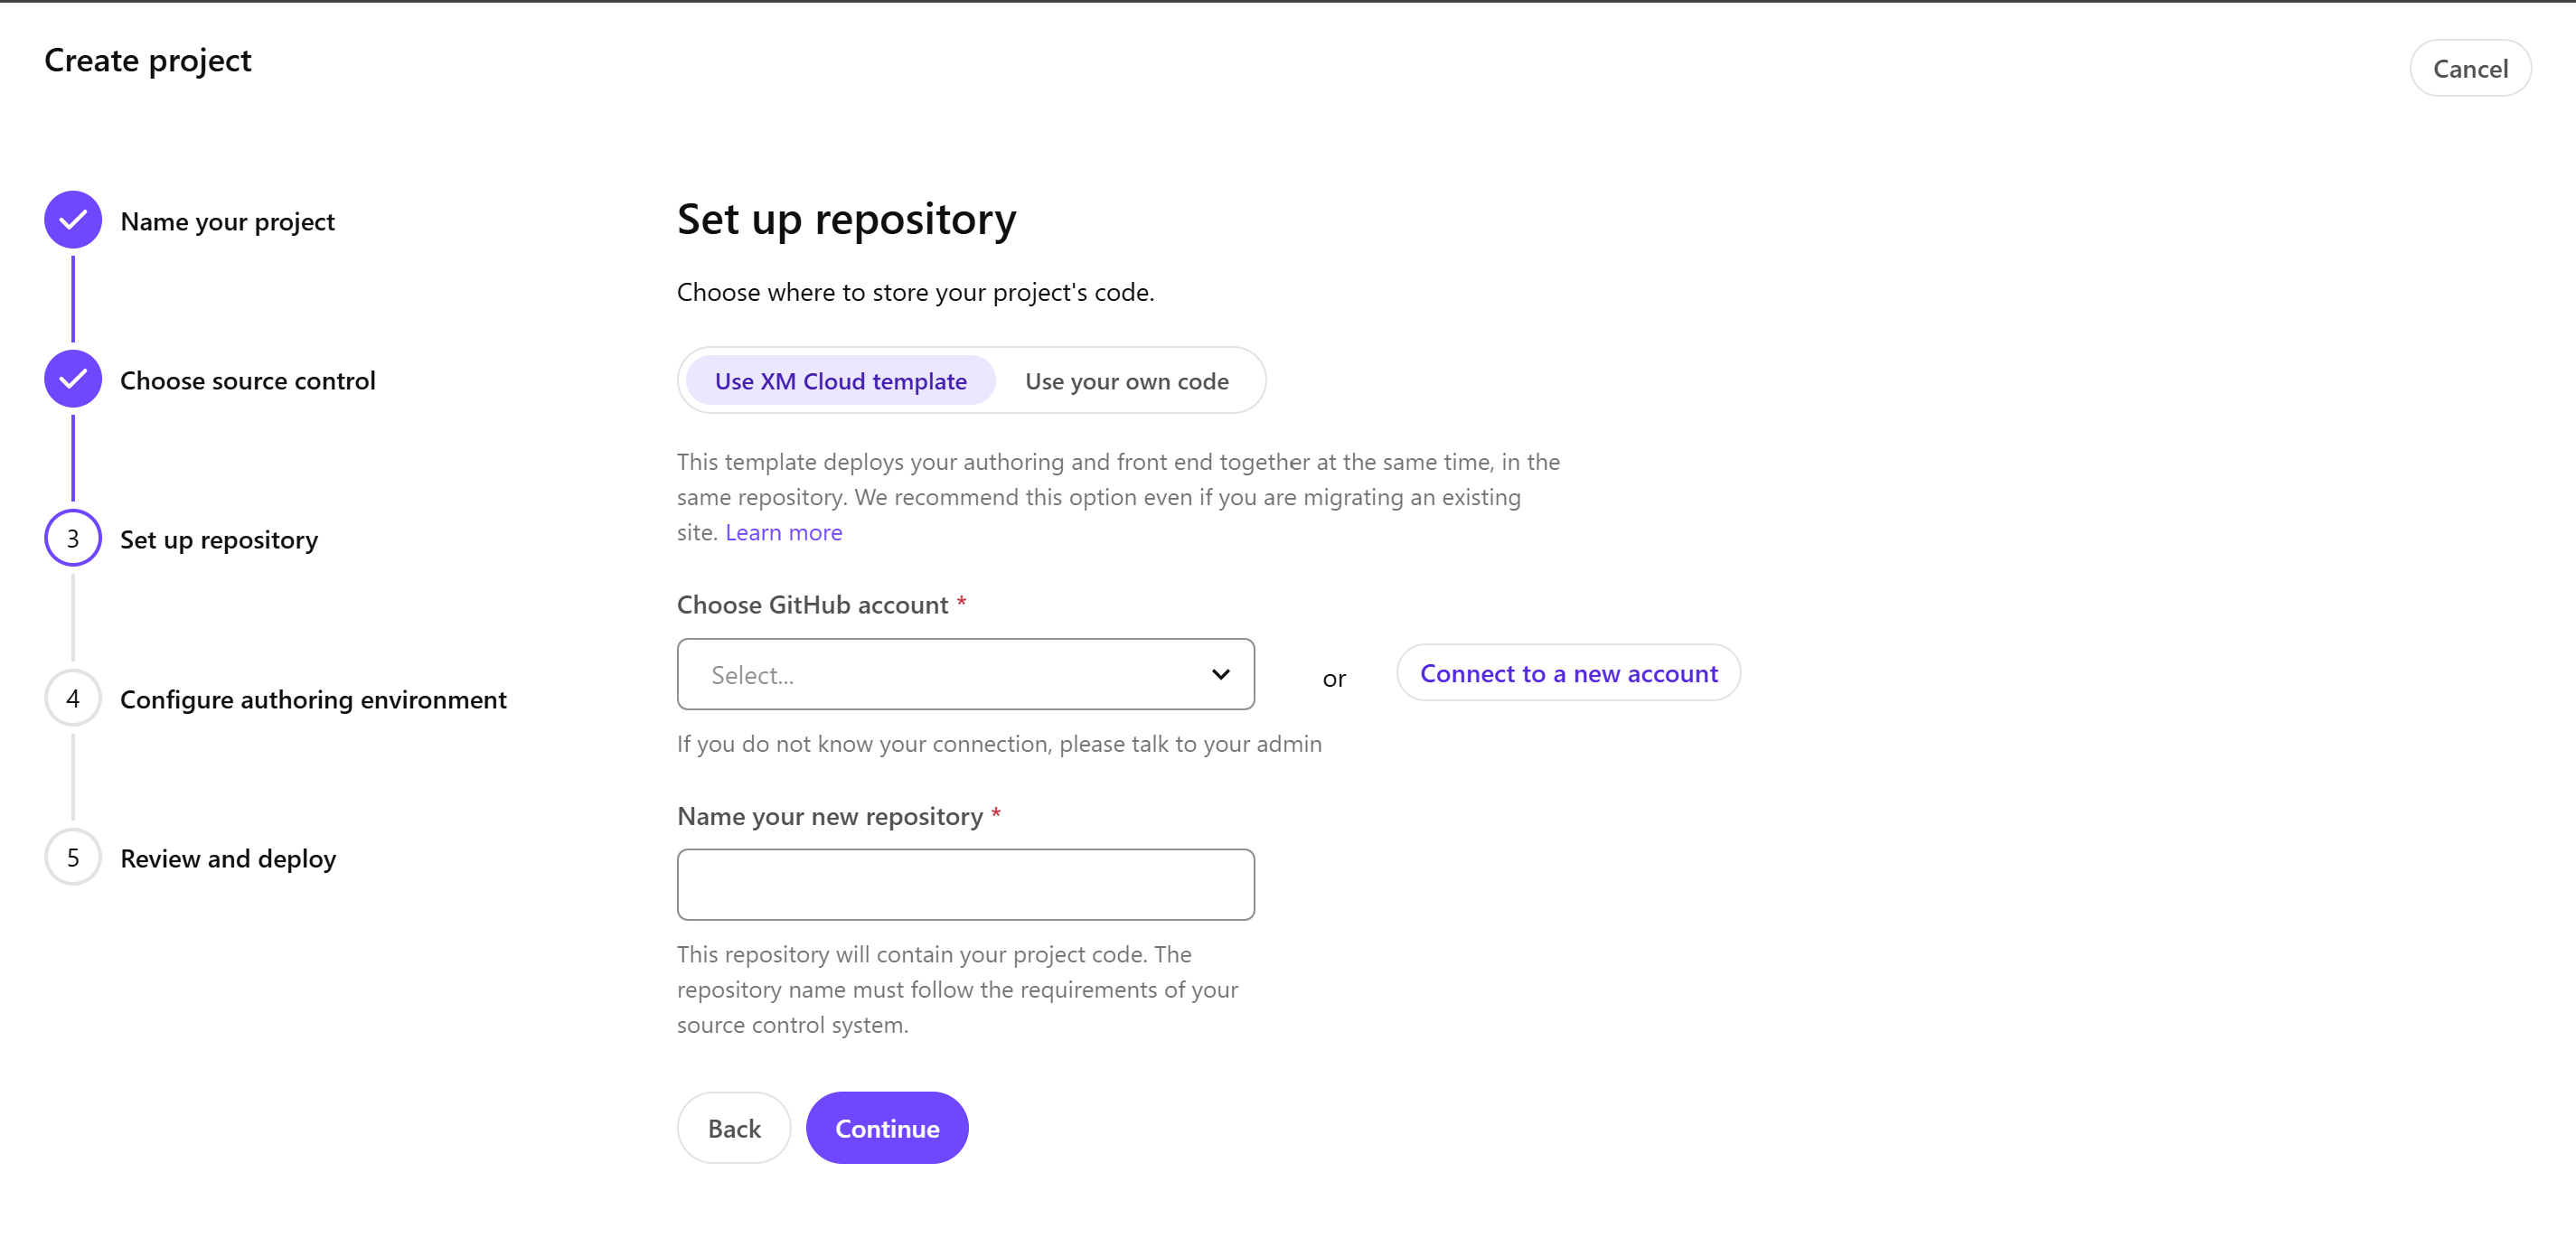 Create project
Cancel
Name your project
Choose source control
3
Set up repository
4
Configure authoring environment
5
Review and deploy
Set up repository
Choose where to store your project's code.
Use XM Cloud template
Use your own code
This template deploys your authoring and front end together at the same time, in the
same repository. We recommend this option even if you are migrating an existing
site. Learn more
Choose GitHub account *
Select...
or
Connect to a new account
If you do not know your connection, please talk to your admin
Name your new repository *
This repository will contain your project code. The
repository name must follow the requirements of your
source control system.
Back
Continue